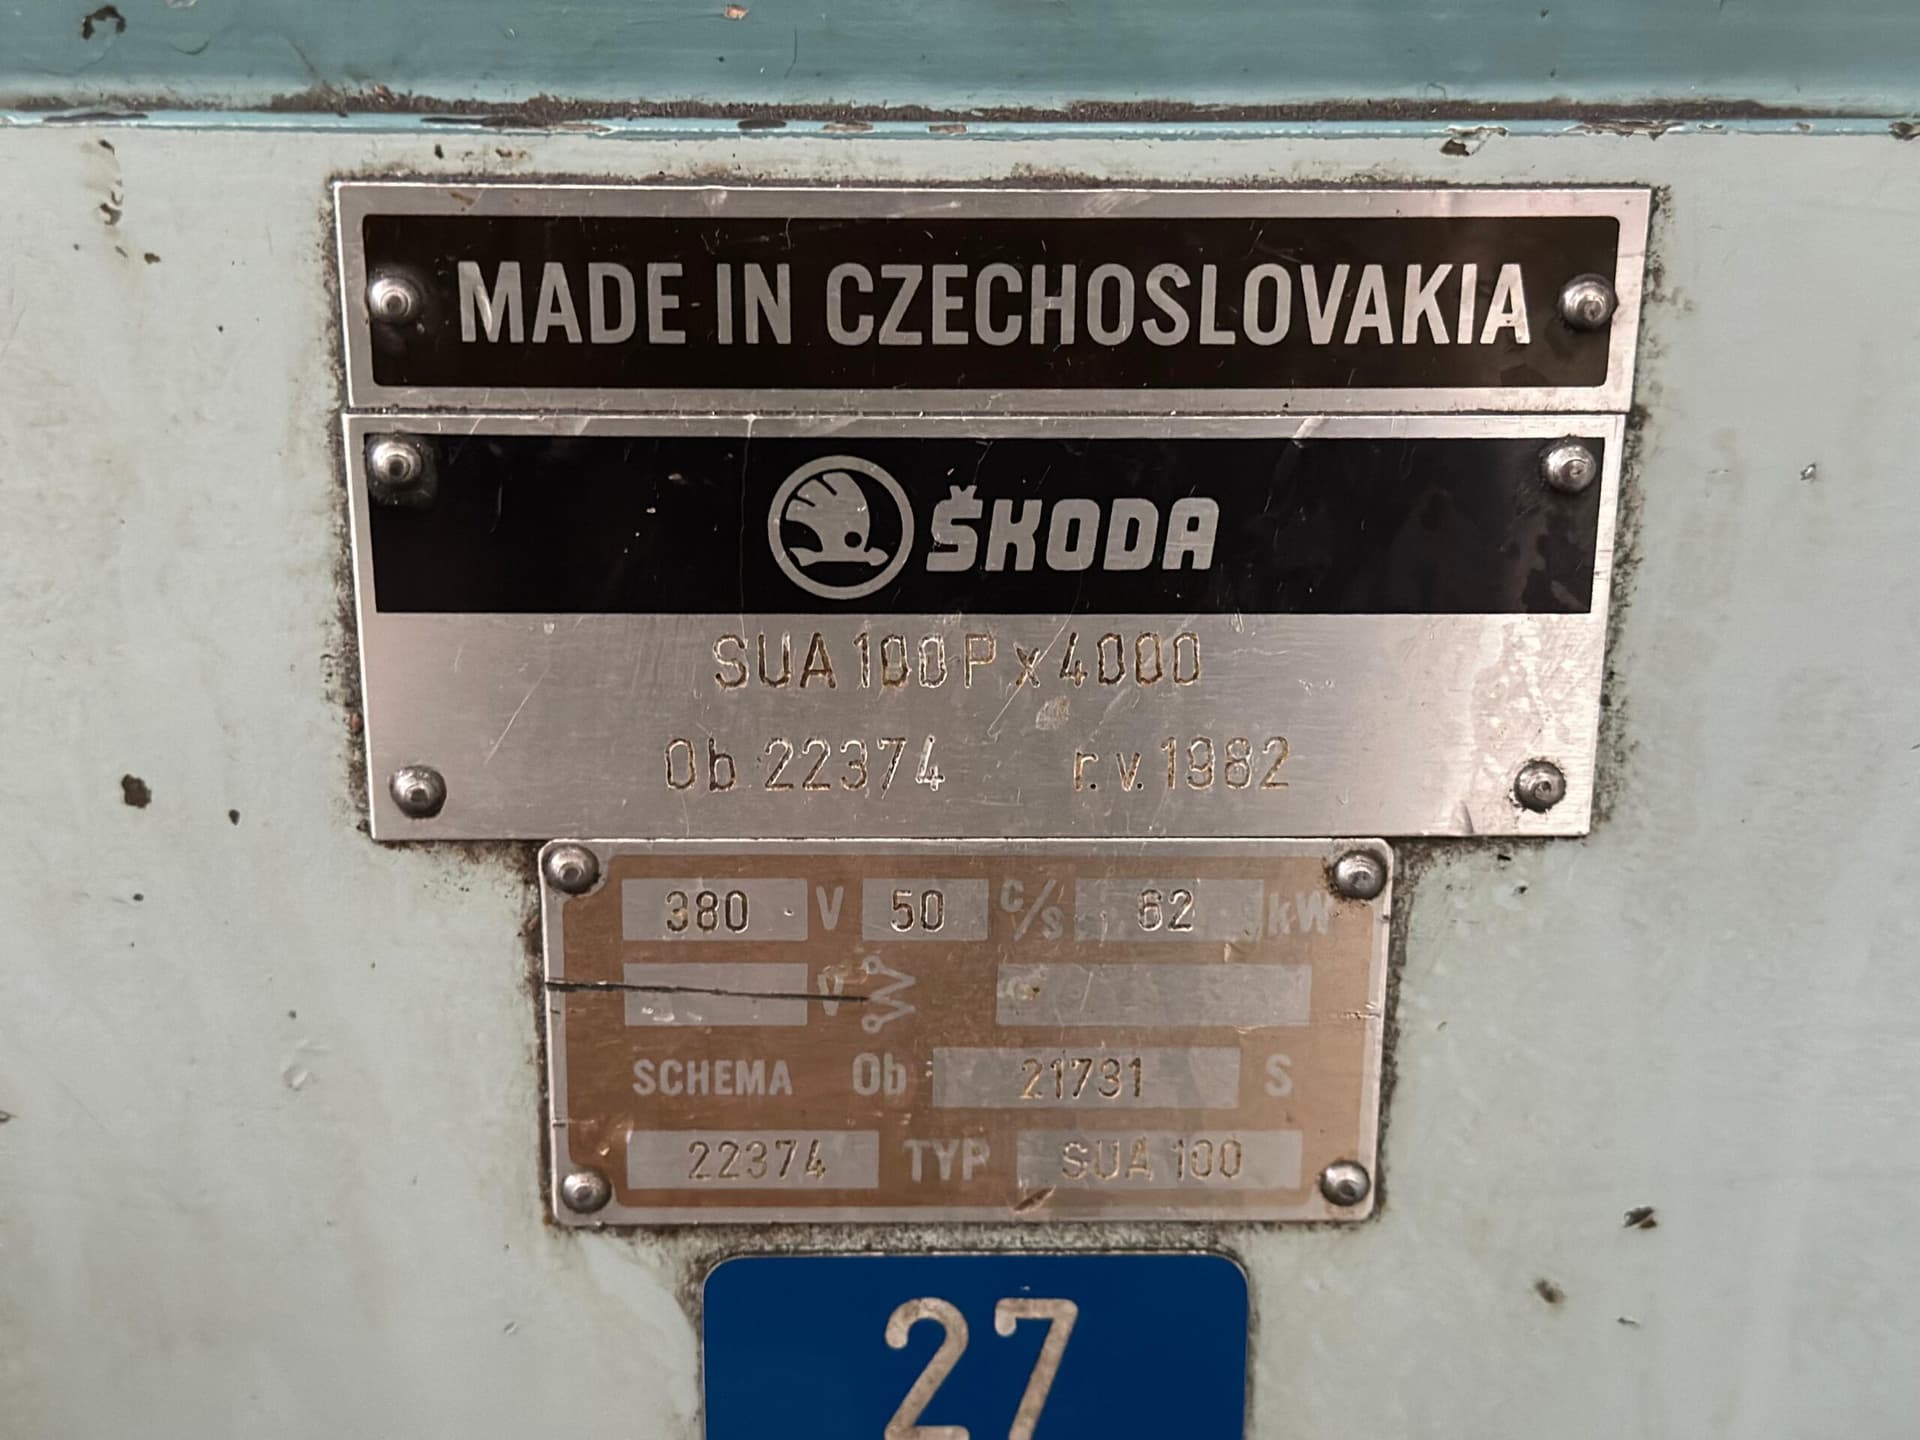 MADE IN CZECHOSLOVAKIA
ŠKODA
SUA 100 P x 4000
Ob 22374 r.v. 1982
380 V 50 c/s 62 kW
V
SCHEMA Ob 21731 S
22374 TYP SUA 100
27